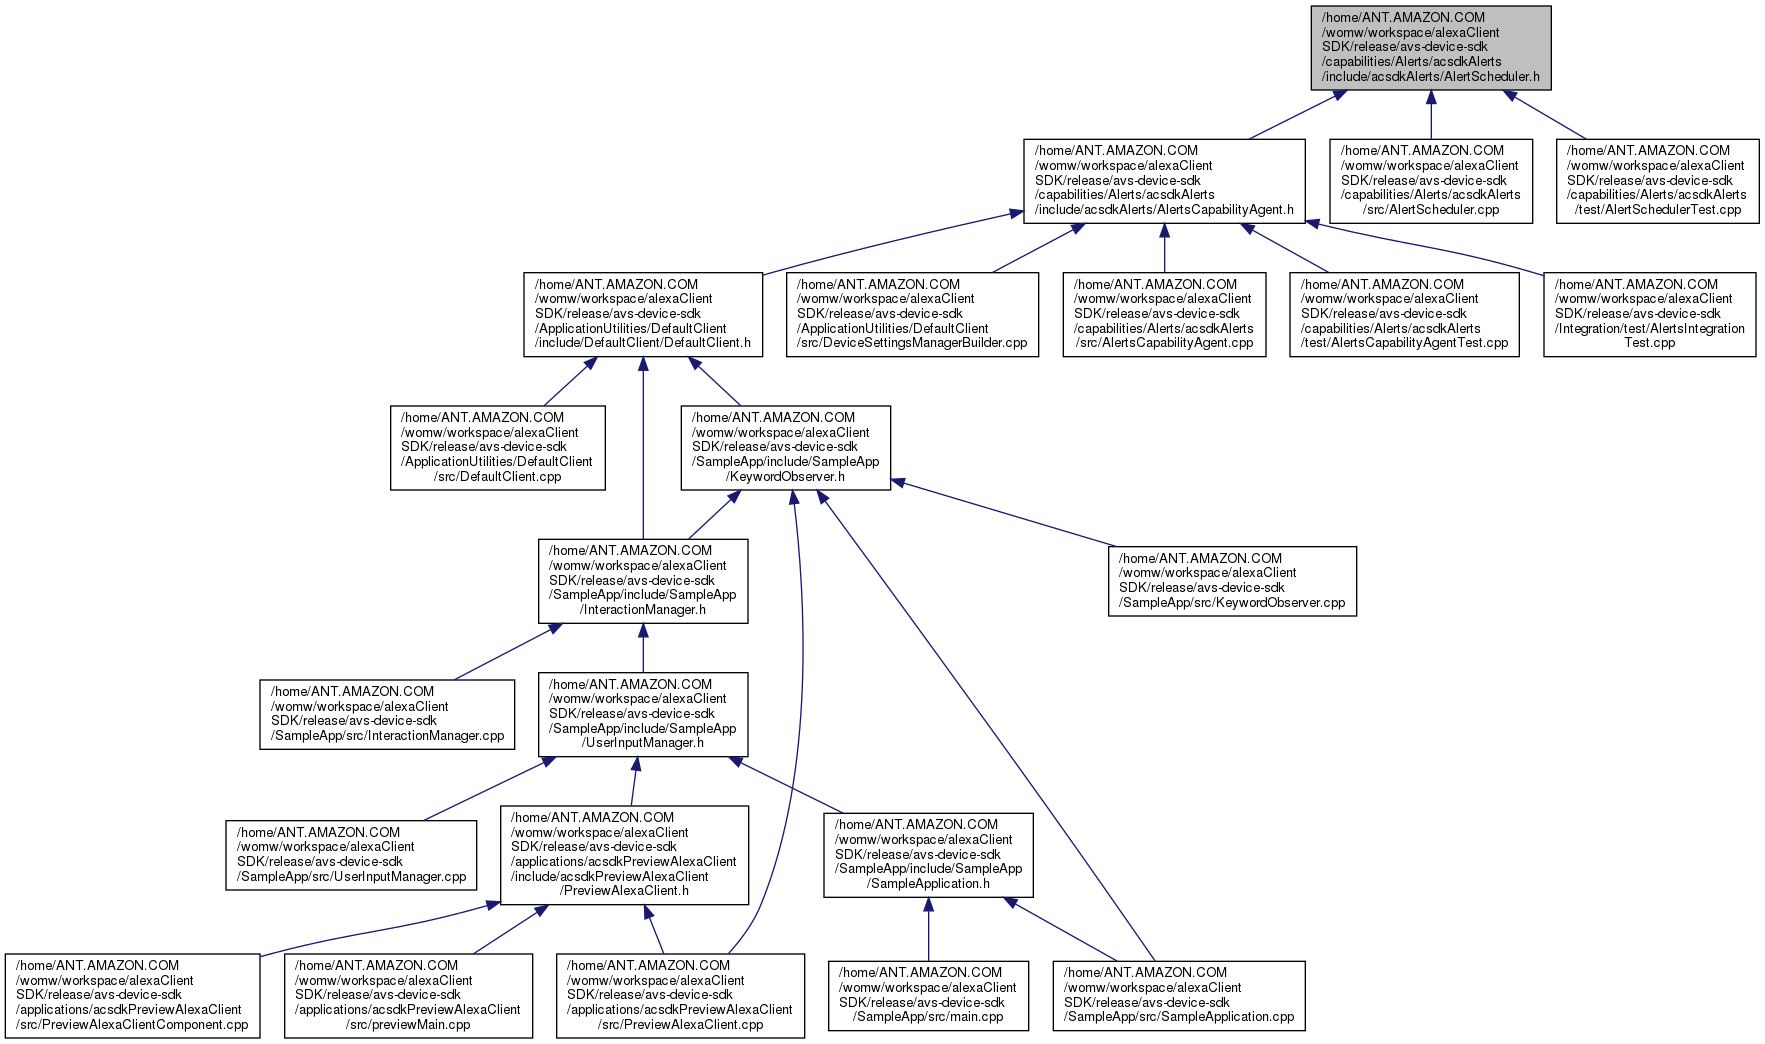 /home/ANT.AMAZON.COM
/womw/workspace/alexaClient
SDK/release/avs-device-sdk
/capabilities/Alerts/acsdkAlerts
/include/acsdkAlerts/AlertScheduler.h
/home/ANT.AMAZON.COM
/womw/workspace/alexaClient
SDK/release/avs-device-sdk
/capabilities/Alerts/acsdkAlerts
/include/acsdkAlerts/AlertsCapabilityAgent.h
/home/ANT.AMAZON.COM
/womw/workspace/alexaClient
SDK/release/avs-device-sdk
/capabilities/Alerts/acsdkAlerts
/src/AlertScheduler.cpp
/home/ANT.AMAZON.COM
/womw/workspace/alexaClient
SDK/release/avs-device-sdk
/capabilities/Alerts/acsdkAlerts
/test/AlertSchedulerTest.cpp
/home/ANT.AMAZON.COM
/womw/workspace/alexaClient
SDK/release/avs-device-sdk
/ApplicationUtilities/DefaultClient
/include/DefaultClient/DefaultClient.h
/home/ANT.AMAZON.COM
/womw/workspace/alexaClient
SDK/release/avs-device-sdk
/ApplicationUtilities/DefaultClient
/src/DeviceSettingsManagerBuilder.cpp
/home/ANT.AMAZON.COM
/womw/workspace/alexaClient
SDK/release/avs-device-sdk
/capabilities/Alerts/acsdkAlerts
/src/AlertsCapabilityAgent.cpp
/home/ANT.AMAZON.COM
/womw/workspace/alexaClient
SDK/release/avs-device-sdk
/capabilities/Alerts/acsdkAlerts
/test/AlertsCapabilityAgentTest.cpp
/home/ANT.AMAZON.COM
/womw/workspace/alexaClient
SDK/release/avs-device-sdk
/Integration/test/AlertsIntegration
Test.cpp
/home/ANT.AMAZON.COM
/womw/workspace/alexaClient
SDK/release/avs-device-sdk
/ApplicationUtilities/DefaultClient
/src/DefaultClient.cpp
/home/ANT.AMAZON.COM
/womw/workspace/alexaClient
SDK/release/avs-device-sdk
/SampleApp/include/SampleApp
/KeywordObserver.h
/home/ANT.AMAZON.COM
/womw/workspace/alexaClient
SDK/release/avs-device-sdk
/SampleApp/include/SampleApp
/InteractionManager.h
/home/ANT.AMAZON.COM
/womw/workspace/alexaClient
SDK/release/avs-device-sdk
/SampleApp/src/KeywordObserver.cpp
/home/ANT.AMAZON.COM
/womw/workspace/alexaClient
SDK/release/avs-device-sdk
/SampleApp/src/InteractionManager.cpp
/home/ANT.AMAZON.COM
/womw/workspace/alexaClient
SDK/release/avs-device-sdk
/SampleApp/include/SampleApp
/UserInputManager.h
/home/ANT.AMAZON.COM
/womw/workspace/alexaClient
SDK/release/avs-device-sdk
/SampleApp/src/UserInputManager.cpp
/home/ANT.AMAZON.COM
/womw/workspace/alexaClient
SDK/release/avs-device-sdk
/applications/acsdkPreviewAlexaClient
/include/acsdkPreviewAlexaClient
/PreviewAlexaClient.h
/home/ANT.AMAZON.COM
/womw/workspace/alexaClient
SDK/release/avs-device-sdk
/SampleApp/include/SampleApp
/SampleApplication.h
/home/ANT.AMAZON.COM
/womw/workspace/alexaClient
SDK/release/avs-device-sdk
/applications/acsdkPreviewAlexaClient
/src/PreviewAlexaClientComponent.cpp
/home/ANT.AMAZON.COM
/womw/workspace/alexaClient
SDK/release/avs-device-sdk
/applications/acsdkPreviewAlexaClient
/src/previewMain.cpp
/home/ANT.AMAZON.COM
/womw/workspace/alexaClient
SDK/release/avs-device-sdk
/applications/acsdkPreviewAlexaClient
/src/PreviewAlexaClient.cpp
/home/ANT.AMAZON.COM
/womw/workspace/alexaClient
SDK/release/avs-device-sdk
/SampleApp/src/main.cpp
/home/ANT.AMAZON.COM
/womw/workspace/alexaClient
SDK/release/avs-device-sdk
/SampleApp/src/SampleApplication.cpp